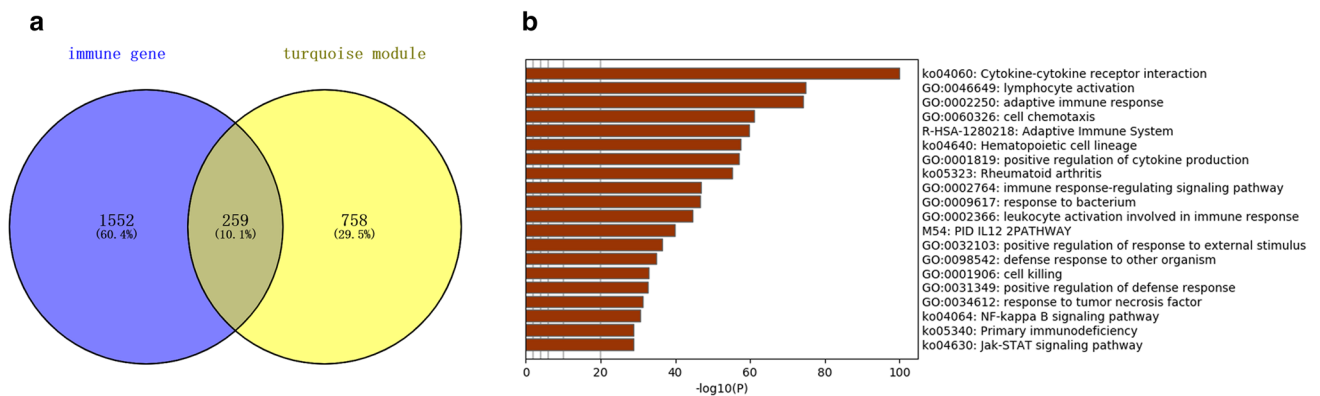 a
immune gene
turquoise module
1552
(60.4%)
259
(10.1%)
758
(29.5%)
b
ko04060: Cytokine-cytokine receptor interaction
GO:0046649: lymphocyte activation
GO:0002250: adaptive immune response
GO:0060326: cell chemotaxis
R-HSA-1280218: Adaptive Immune System
ko04640: Hematopoietic cell lineage
GO:0001819: positive regulation of cytokine production
ko05323: Rheumatoid arthritis
GO:0002764: immune response-regulating signaling pathway
GO:0009617: response to bacterium
GO:0002366: leukocyte activation involved in immune response
M54: PID IL12 2PATHWAY
GO:0032103: positive regulation of response to external stimulus
GO:0098542: defense response to other organism
GO:0001906: cell killing
GO:0031349: positive regulation of defense response
GO:0034612: response to tumor necrosis factor
ko04064: NF-kappa B signaling pathway
ko05340: Primary immunodeficiency
ko04630: Jak-STAT signaling pathway
0 20 40 60 80 100
-log10(P)